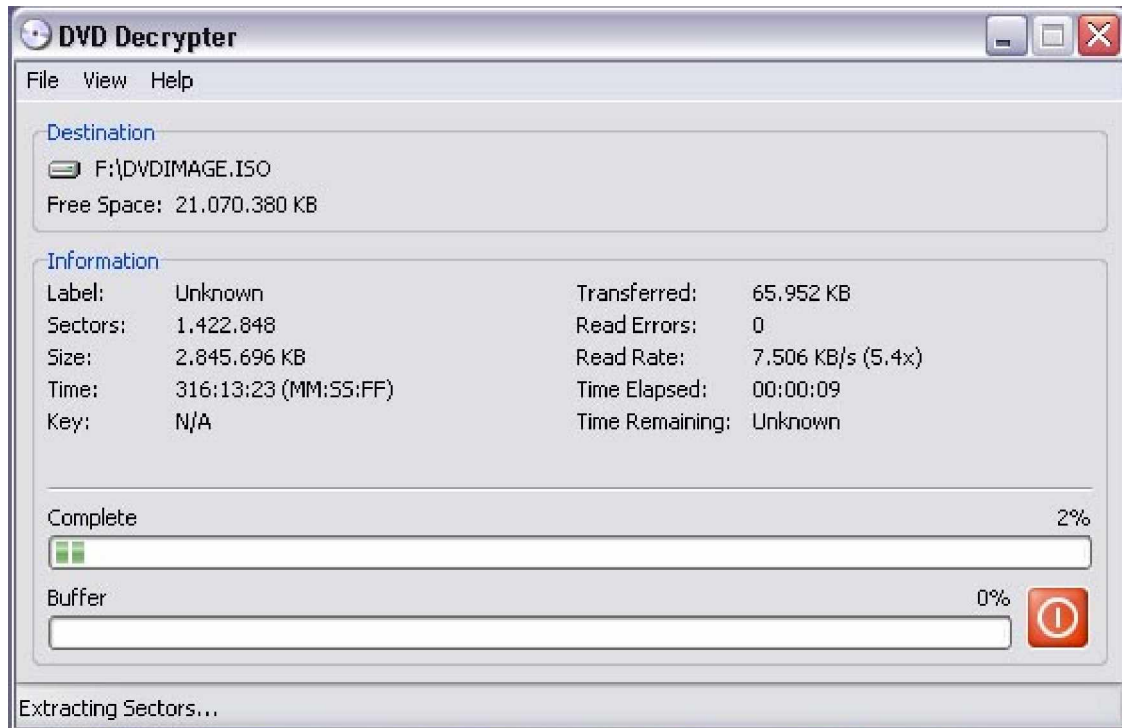 DVD Decrypter
File View Help
Destination
F:\DVDIMAGE.ISO
Free Space: 21.070.380 KB
Information
Label: Unknown
Sectors: 1.422.848
Size: 2.845.696 KB
Time: 316:13:23 (MM:SS:FF)
Key: N/A
Transferred: 65.952 KB
Read Errors: 0
Read Rate: 7.506 KB/s (5.4x)
Time Elapsed: 00:00:09
Time Remaining: Unknown
Complete 2%
Buffer 0%
Extracting Sectors...